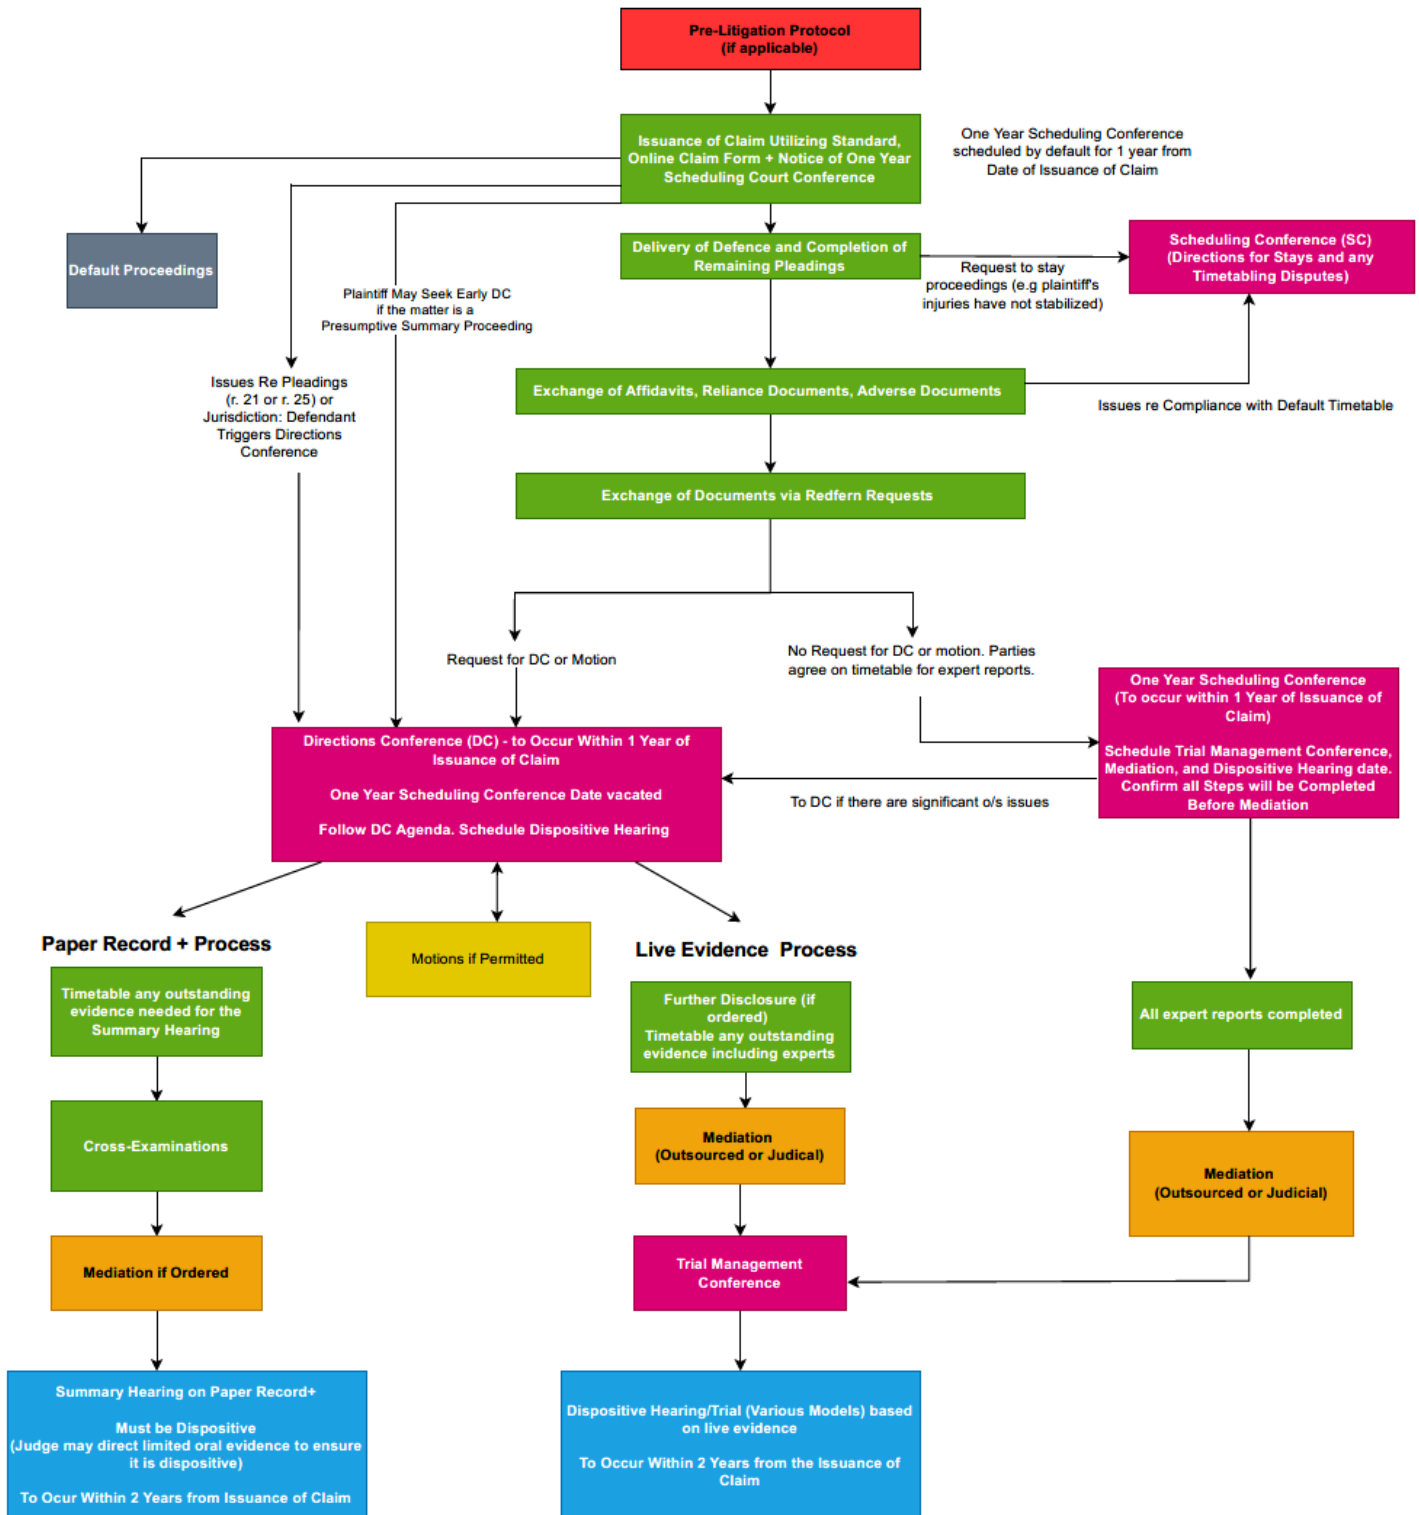 Pre-Litigation Protocol
(if applicable)
Issuance of Claim Utilizing Standard,
Online Claim Form + Notice of One Year
Scheduling Court Conference
One Year Scheduling Conference
scheduled by default for 1 year from
Date of Issuance of Claim
Default Proceedings
Delivery of Defence and Completion of
Remaining Pleadings
Request to stay
proceedings (e.g plaintiff's
injuries have not stabilized)
Scheduling Conference (SC)
(Directions for Stays and any
Timetabling Disputes)
Plaintiff May Seek Early DC
if the matter is a
Presumptive Summary Proceeding
Issues Re Pleadings
(r. 21 or r. 25) or
Jurisdiction: Defendant
Triggers Directions
Conference
Exchange of Affidavits, Reliance Documents, Adverse Documents
Issues re Compliance with Default Timetable
Exchange of Documents via Redfern Requests
Request for DC or Motion
No Request for DC or motion. Parties
agree on timetable for expert reports.
One Year Scheduling Conference
(To occur within 1 Year of Issuance of
Claim)
Schedule Trial Management Conference,
Mediation, and Dispositive Hearing date.
Confirm all Steps will be Completed
Before Mediation
Directions Conference (DC) - to Occur Within 1 Year of
Issuance of Claim
One Year Scheduling Conference Date vacated
Follow DC Agenda. Schedule Dispositive Hearing
To DC if there are significant o/s issues
Paper Record + Process
Motions if Permitted
Live Evidence Process
Timetable any outstanding
evidence needed for the
Summary Hearing
Further Disclosure (if
ordered)
Timetable any outstanding
evidence including experts
All expert reports completed
Cross-Examinations
Mediation
(Outsourced or Judical)
Mediation
(Outsourced or Judicial)
Mediation if Ordered
Trial Management
Conference
Summary Hearing on Paper Record+
Must be Dispositive
(Judge may direct limited oral evidence to ensure
it is dispositive)
To Ocur Within 2 Years from Issuance of Claim
Dispositive Hearing/Trial (Various Models) based
on live evidence
To Occur Within 2 Years from the Issuance of
Claim